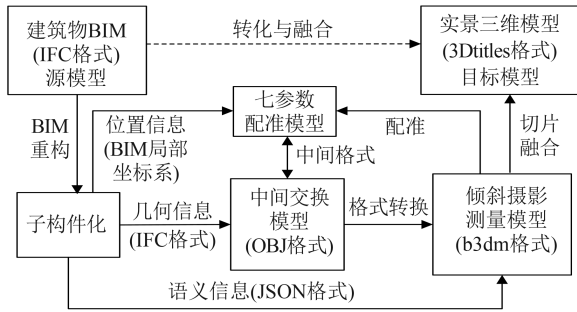 建筑物BIM
(IFC格式)
源模型
转化与融合
实景三维模型
(3Dtitles格式)
目标模型
BIM
重构
位置信息
(BIM局部
坐标系)
七参数
配准模型
配准
切片
融合
中间格式
子构件化
几何信息
(IFC格式)
中间交换
模型
(OBJ格式)
格式转换
倾斜摄影
测量模型
(b3dm格式)
语义信息(JSON格式)